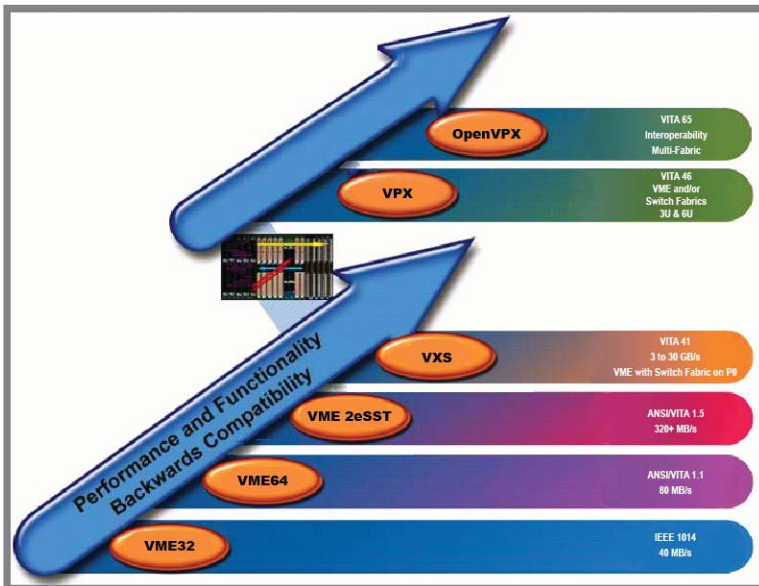 OpenVPX
VITA 65
Interoperability
Multi-Fabric
VPX
VITA 46
VME and/or
Switch Fabrics
3U & 6U
VXS
VITA 41
3 to 30 GB/s
VME with Switch Fabric on P0
Performance and Functionality
Backwards Compatibility
VME 2eSST
ANSI/VITA 1.5
320+ MB/s
VME64
ANSI/VITA 1.1
80 MB/s
VME32
IEEE 1014
40 MB/s